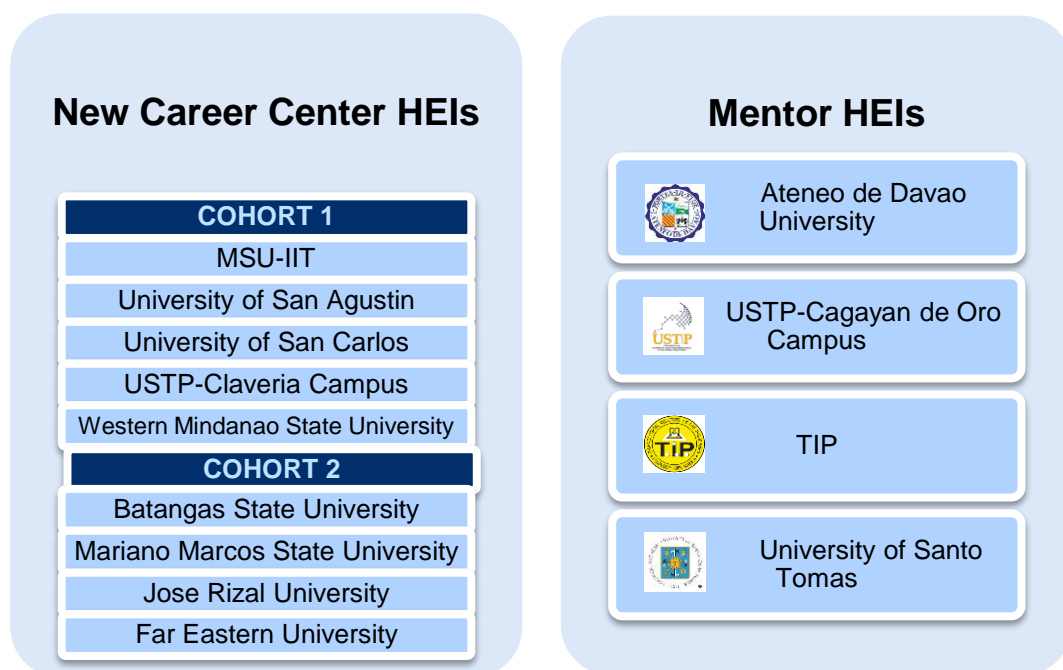 New Career Center HEIs
COHORT 1
MSU-IIT
University of San Agustin
University of San Carlos
USTP-Claveria Campus
Western Mindanao State University
COHORT 2
Batangas State University
Mariano Marcos State University
Jose Rizal University
Far Eastern University
Mentor HEIs
Ateneo de Davao
University
USTP
USTP-Cagayan de Oro
Campus
TIP
TIP
University of Santo
Tomas